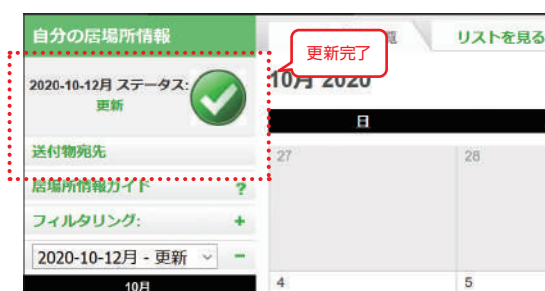 自分の居場所情報
覧
リストを見る
更新完了
2020-10-12月 ステータス:
更新
10月 2020
日
送付物宛先
27
28
居場所情報ガイド ?
フィルタリング: +
2020-10-12月 - 更新 −
10月
4
5